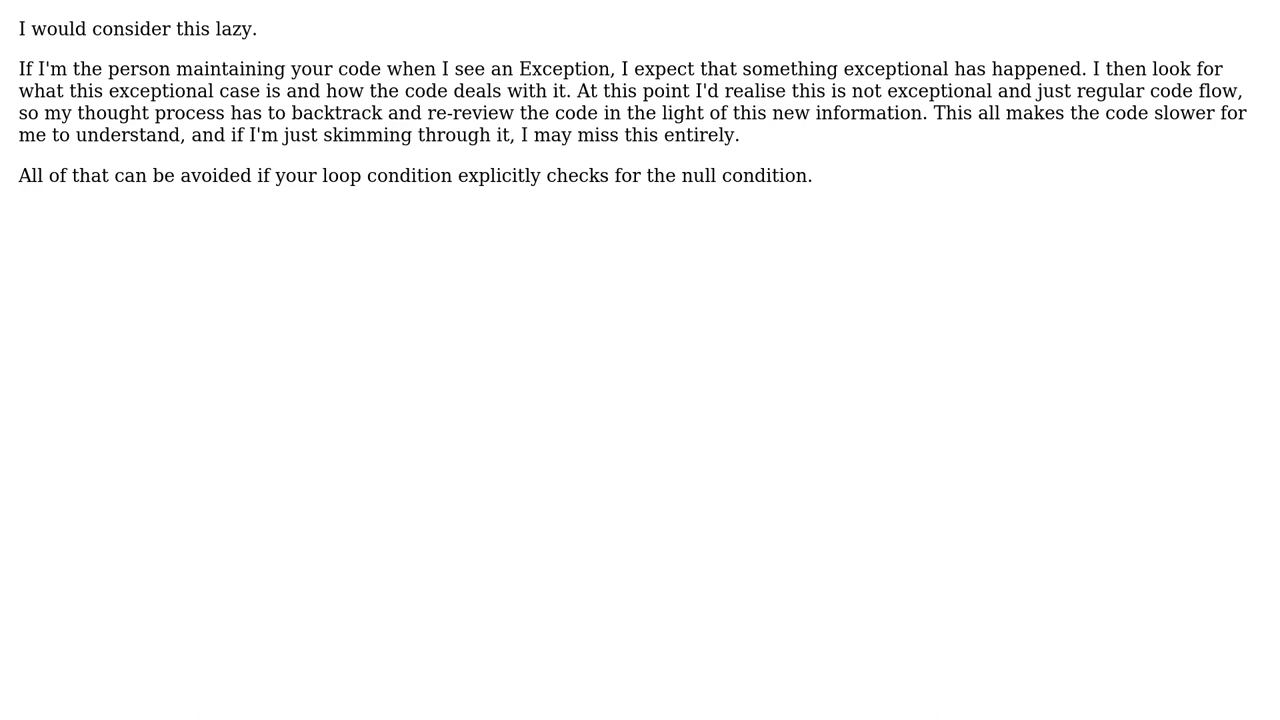 I would consider this lazy.
If I'm the person maintaining your code when I see an Exception, I expect that something exceptional has happened. I then look for
what this exceptional case is and how the code deals with it. At this point I'd realise this is not exceptional and just regular code flow,
so my thought process has to backtrack and re-review the code in the light of this new information. This all makes the code slower for
me to understand, and if I'm just skimming through it, I may miss this entirely.
All of that can be avoided if your loop condition explicitly checks for the null condition.